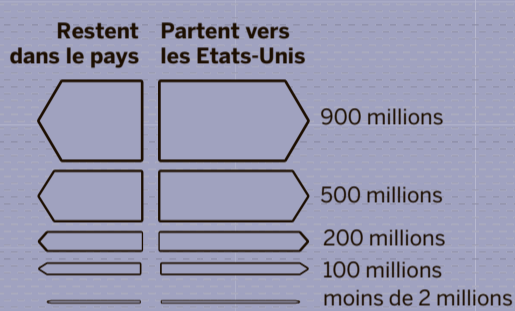 Restent
dans le pays
Partent vers
les Etats-Unis
900 millions
500 millions
200 millions
100 millions
moins de 2 millions